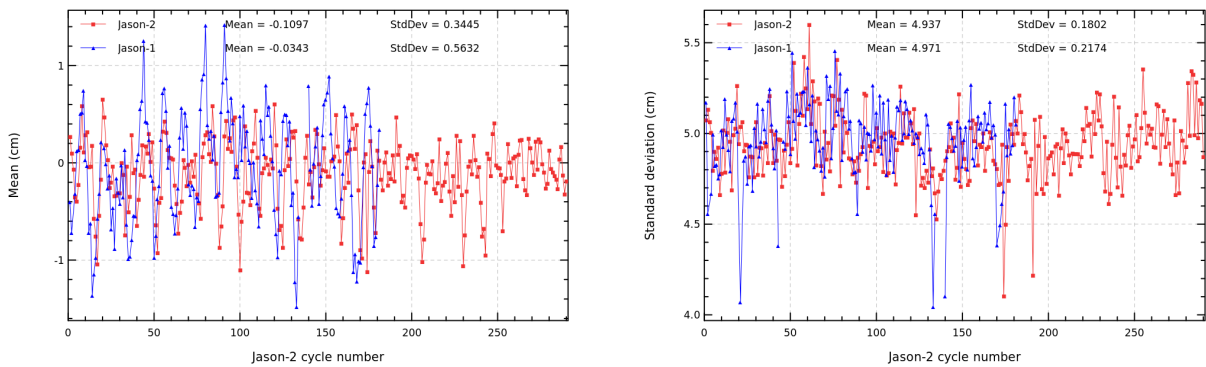 Jason-2 Mean = -0.1097 StdDev = 0.3445
Jason-1 Mean = -0.0343 StdDev = 0.5632
1
0
-1
Mean (cm)
0 50 100 150 200 250
Jason-2 cycle number
Jason-2 Mean = 4.937 StdDev = 0.1802
Jason-1 Mean = 4.971 StdDev = 0.2174
5.5
5.0
4.5
4.0
Standard deviation (cm)
0 50 100 150 200 250
Jason-2 cycle number